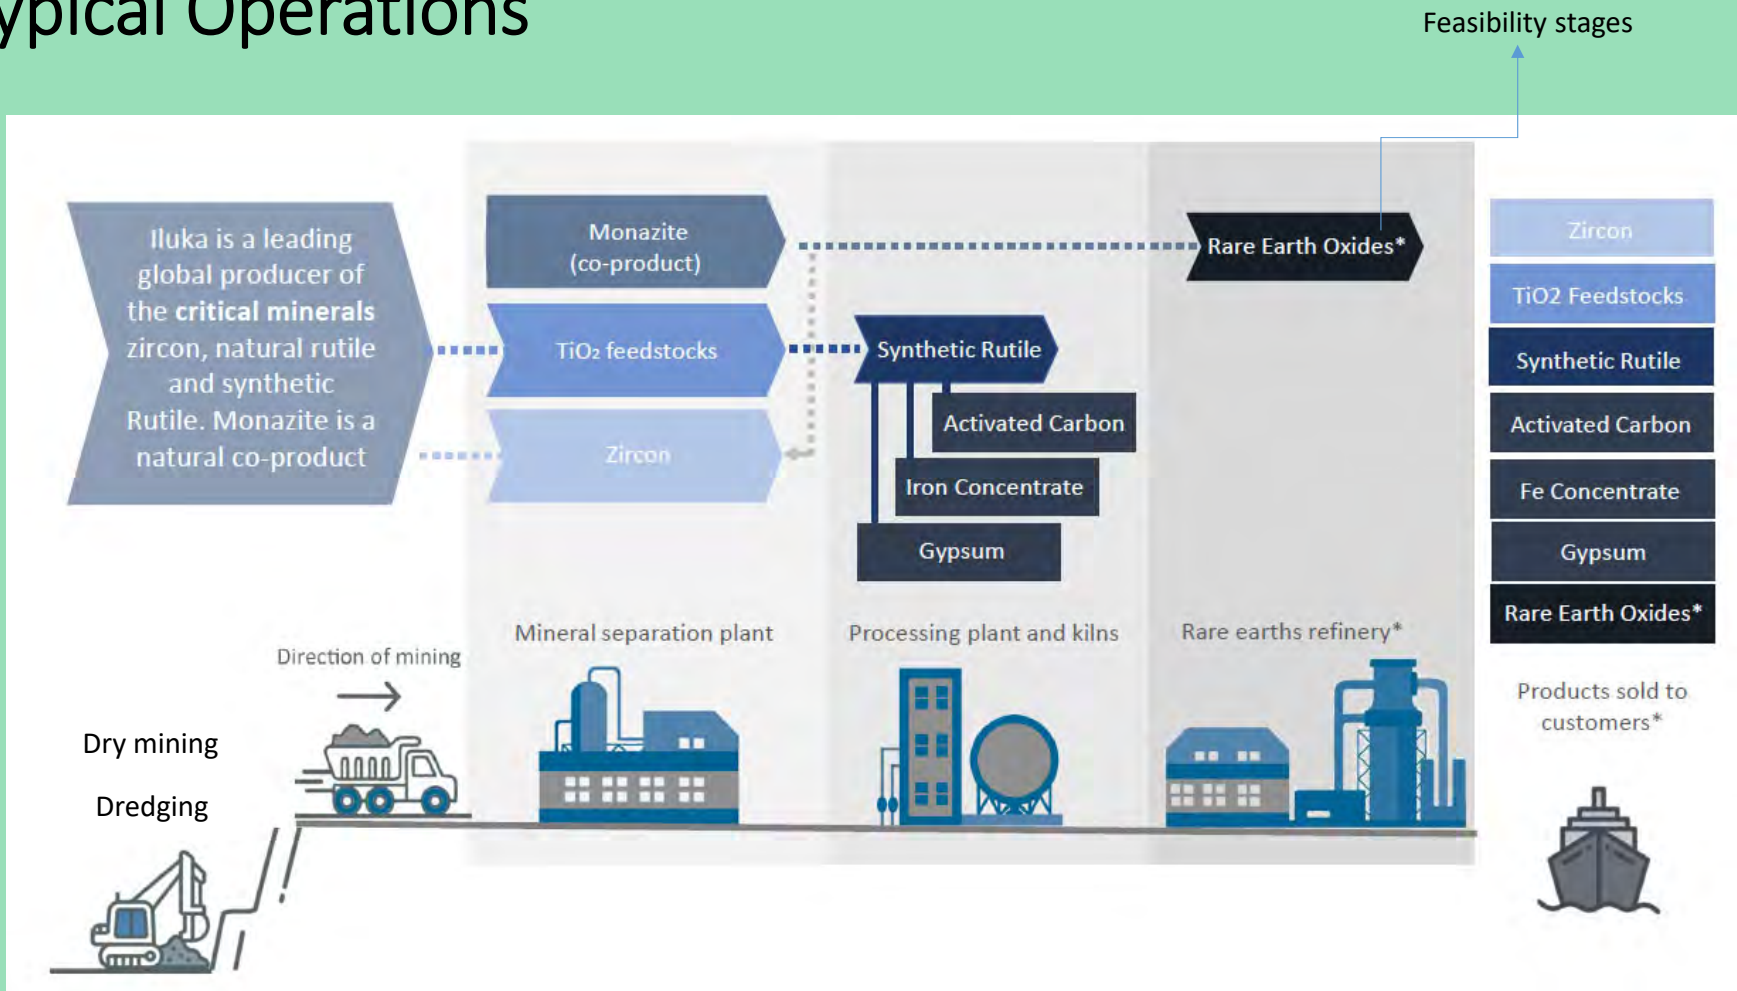 ypical Operations
Feasibility stages
Iluka is a leading
global producer of
the critical minerals
zircon, natural rutile
and synthetic
Rutile. Monazite is a
natural co-product
Monazite
(co-product)
TiO₂ feedstocks
Zircon
Synthetic Rutile
Activated Carbon
Iron Concentrate
Gypsum
Rare Earth Oxides*
Zircon
TiO2 Feedstocks
Synthetic Rutile
Activated Carbon
Fe Concentrate
Gypsum
Rare Earth Oxides*
Products sold to
customers*
Mineral separation plant
Processing plant and kilns
Rare earths refinery*
Direction of mining
Dry mining
Dredging